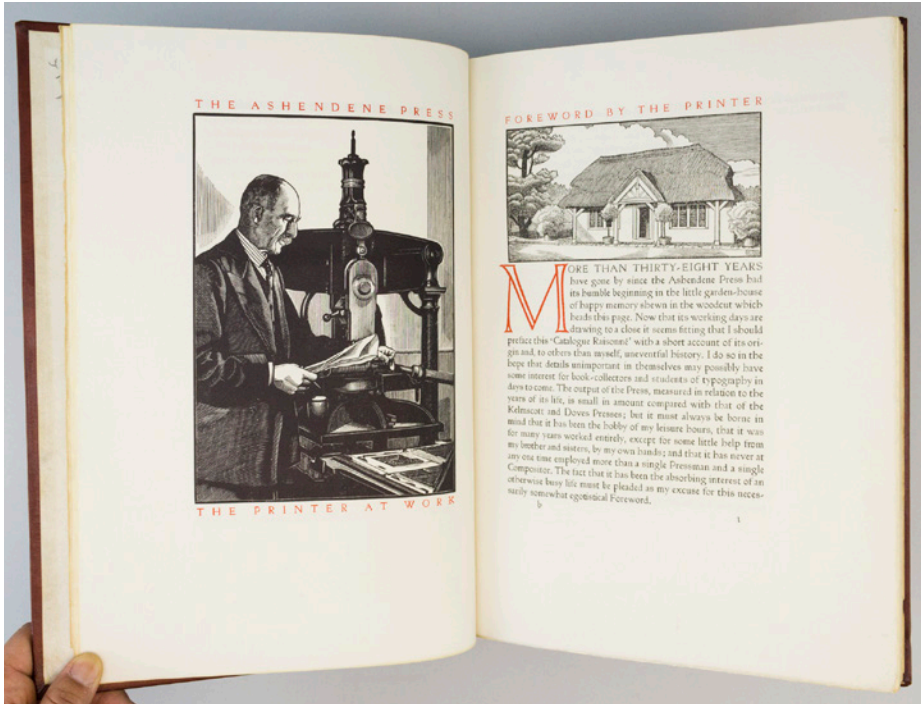 THE ASHENDENE PRESS
THE PRINTER AT WORK
FOREWORD BY THE PRINTER
MORE THAN THIRTY-EIGHT YEARS
have gone by since the Ashendene Press had
its humble beginning in the little garden-house
of happy memory shewn in the woodcut which
heads this page. Now that its working days are
drawing to a close it seems fitting that I should
preface this 'Catalogue Raisonné' with a short account of its ori-
gin and, to others than myself, uneventful history. I do so in the
hope that details unimportant in themselves may possibly have
some interest for book-collectors and students of typography in
days to come. The output of the Press, measured in relation to the
years of its life, is small in amount compared with that of the
Kelmscott and Doves Presses; but it must always be borne in
mind that it has been the hobby of my leisure hours, that it was
for many years worked entirely, except for some little help from
my brother and sisters, by my own hands; and that it has never at
any one time employed more than a single Pressman and a single
Compositor. The fact that it has been the absorbing interest of an
otherwise busy life must be pleaded as my excuse for this neces-
sarily somewhat egotistical Foreword.
b 1